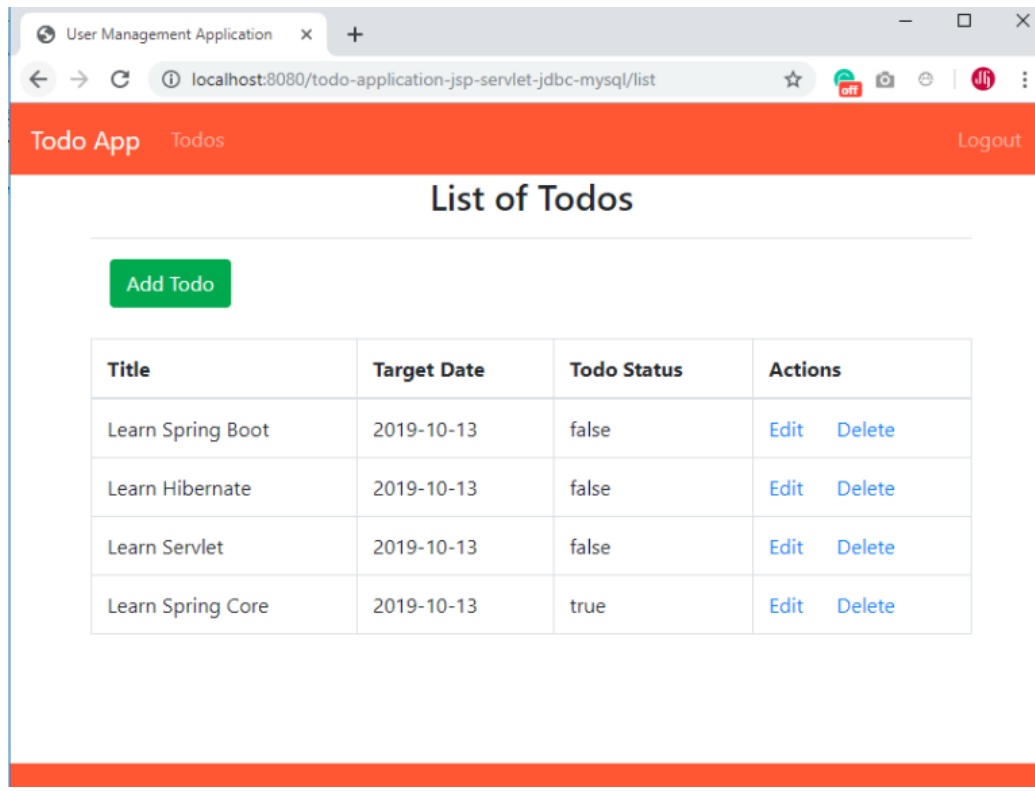 User Management Application
localhost:8080/todo-application-jsp-servlet-jdbc-mysql/list
off
Todo App Todos Logout
List of Todos
Add Todo
Title Target Date Todo Status Actions
Learn Spring Boot 2019-10-13 false Edit Delete
Learn Hibernate 2019-10-13 false Edit Delete
Learn Servlet 2019-10-13 false Edit Delete
Learn Spring Core 2019-10-13 true Edit Delete